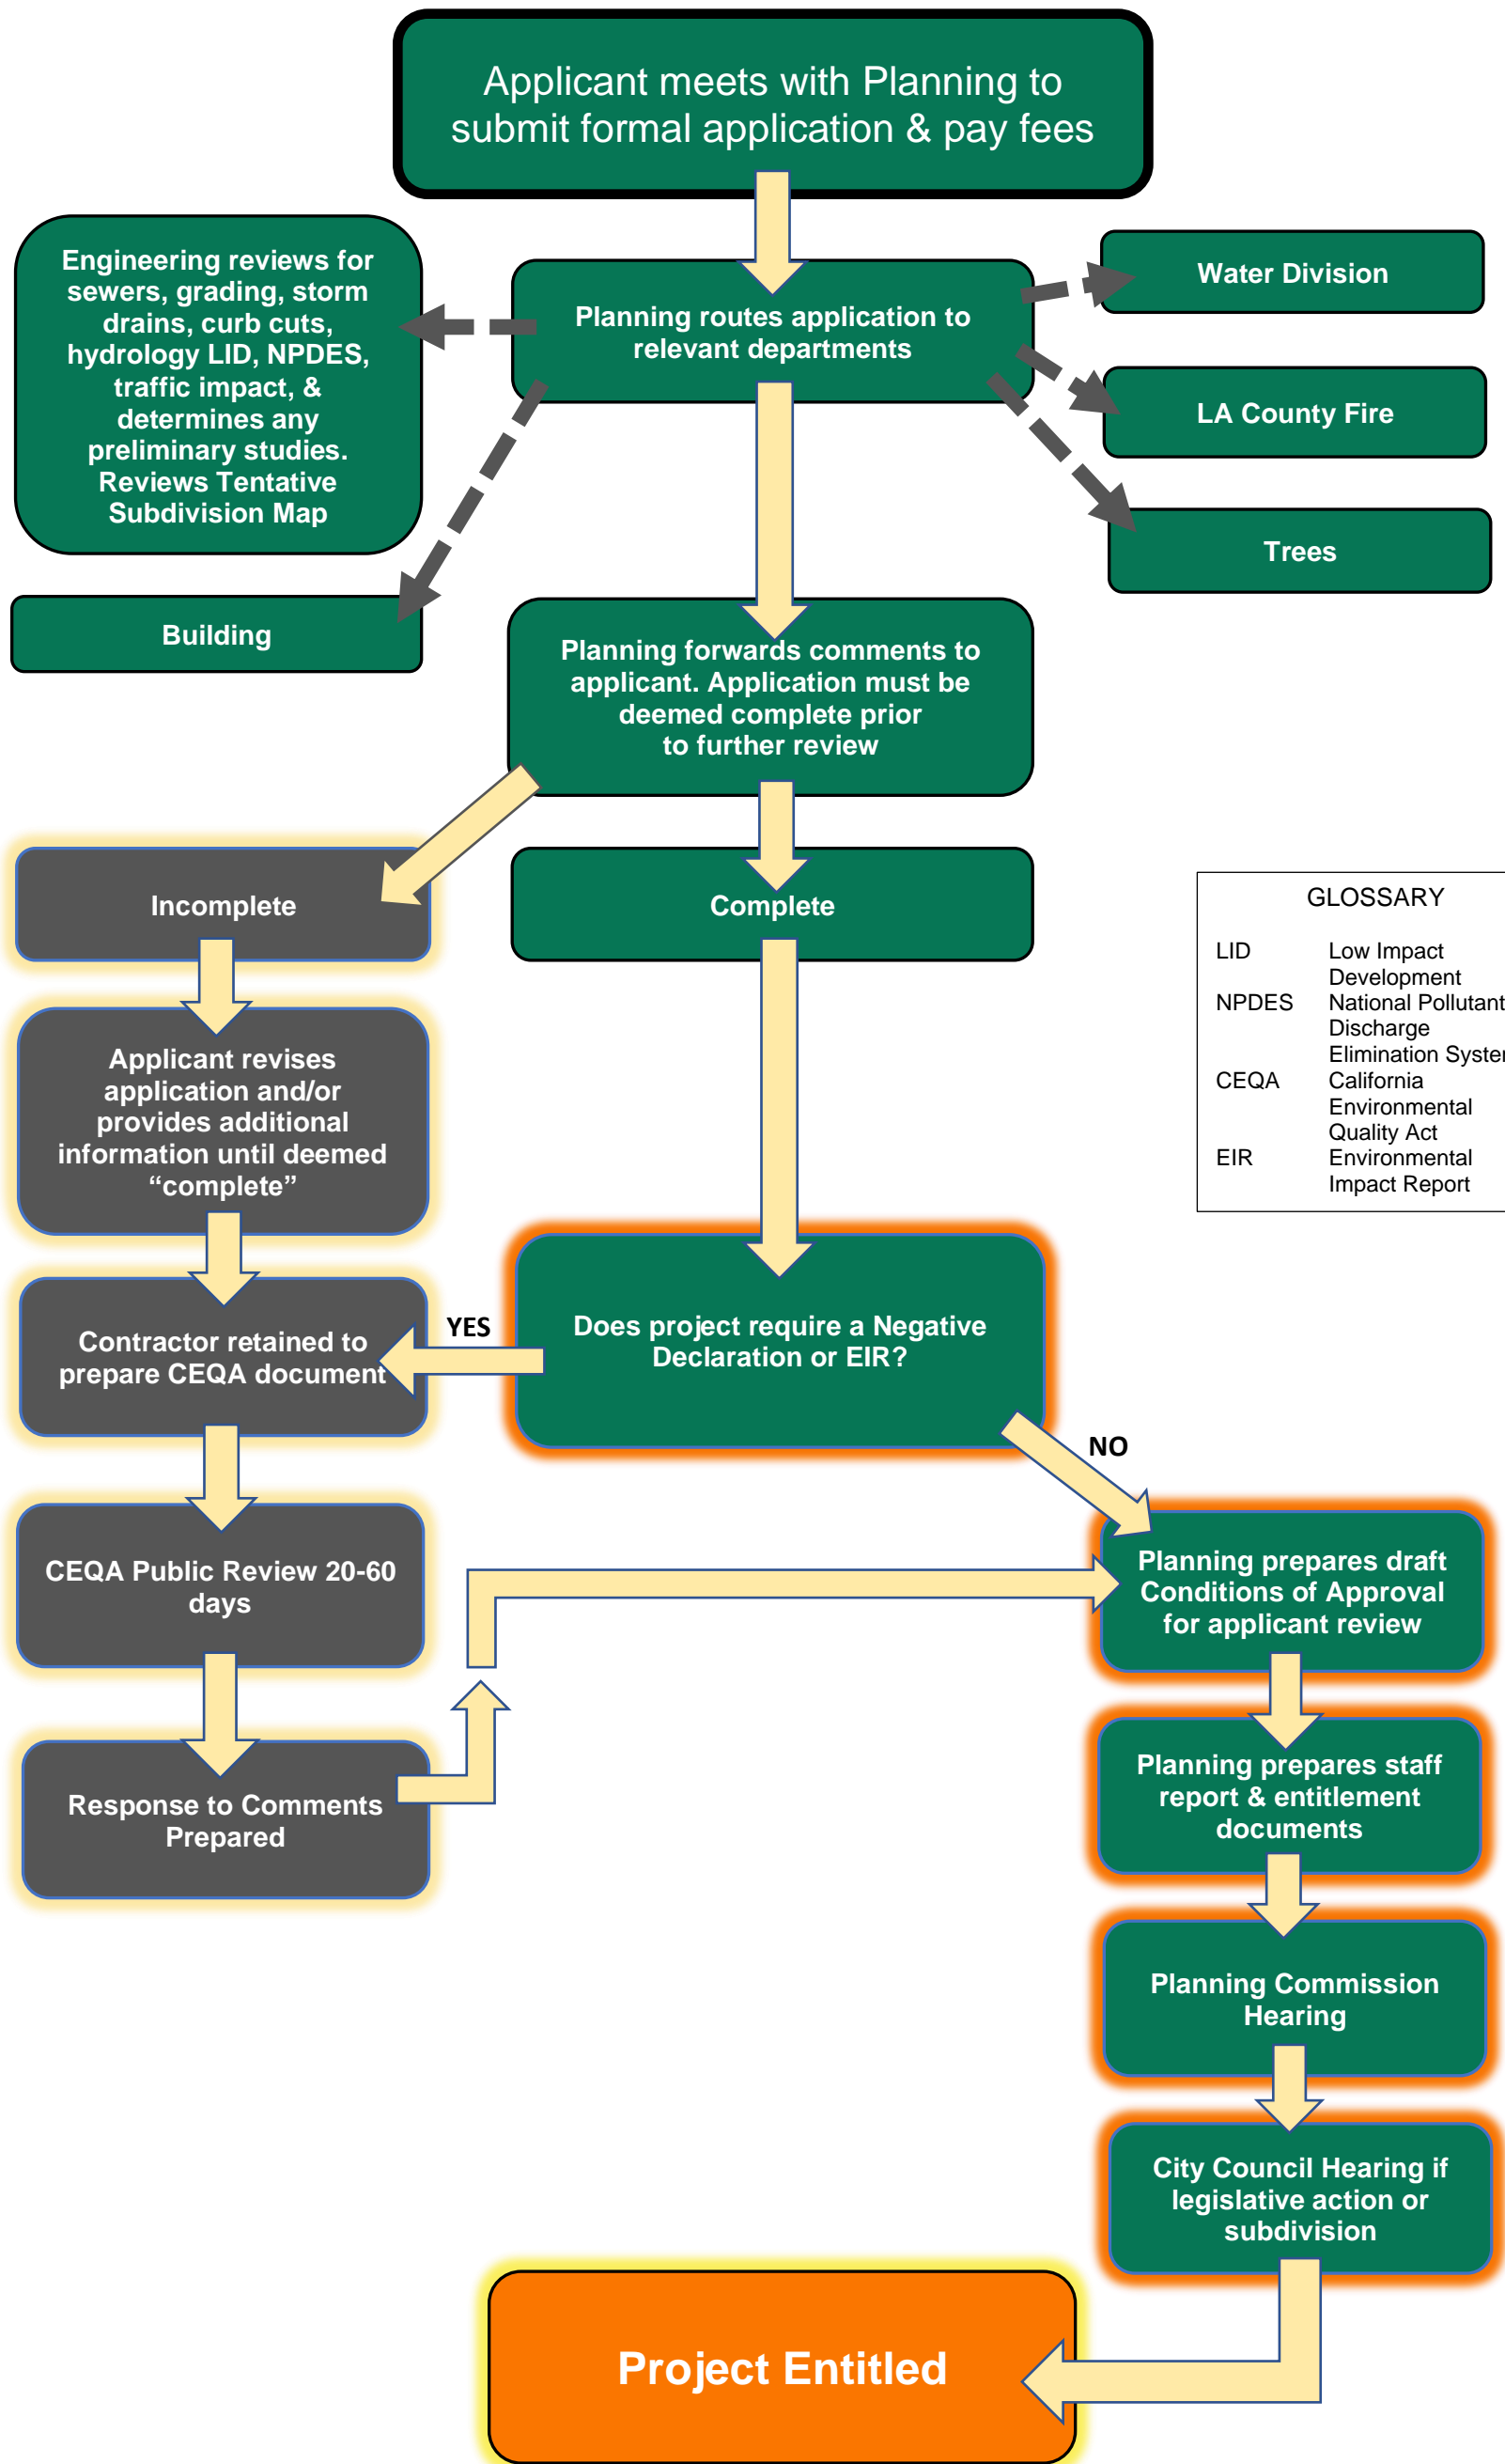 Applicant meets with Planning to
submit formal application & pay fees
Engineering reviews for
sewers, grading, storm
drains, curb cuts,
hydrology LID, NPDES,
traffic impact, &
determines any
preliminary studies.
Reviews Tentative
Subdivision Map
Planning routes application to
relevant departments
Water Division
LA County Fire
Trees
Building
Planning forwards comments to
applicant. Application must be
deemed complete prior
to further review
Incomplete
Complete
GLOSSARY
LID Low Impact
Development
NPDES National Pollutant
Discharge
Elimination System
CEQA California
Environmental
Quality Act
EIR Environmental
Impact Report
Applicant revises
application and/or
provides additional
information until deemed
“complete”
Contractor retained to
prepare CEQA document
YES
Does project require a Negative
Declaration or EIR?
NO
CEQA Public Review 20-60
days
Planning prepares draft
Conditions of Approval
for applicant review
Response to Comments
Prepared
Planning prepares staff
report & entitlement
documents
Planning Commission
Hearing
City Council Hearing if
legislative action or
subdivision
Project Entitled